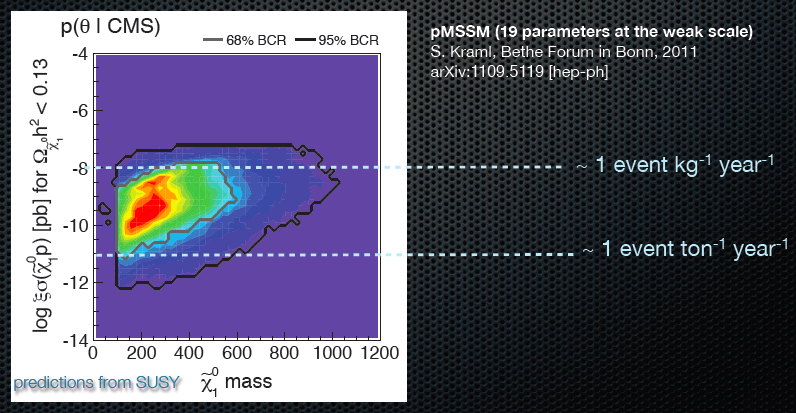 p(θ | CMS)
68% BCR 95% BCR
log ξσ(χ̃⁰₁p) [pb] for Ω_χ̃⁰₁h² < 0.13
-4
-6
-8
-10
-12
-14
0 200 400 600 800 1000 1200
χ̃⁰₁ mass
predictions from SUSY
pMSSM (19 parameters at the weak scale)
S. Kraml, Bethe Forum in Bonn, 2011
arXiv:1109.5119 [hep-ph]
~ 1 event kg⁻¹ year⁻¹
~ 1 event ton⁻¹ year⁻¹